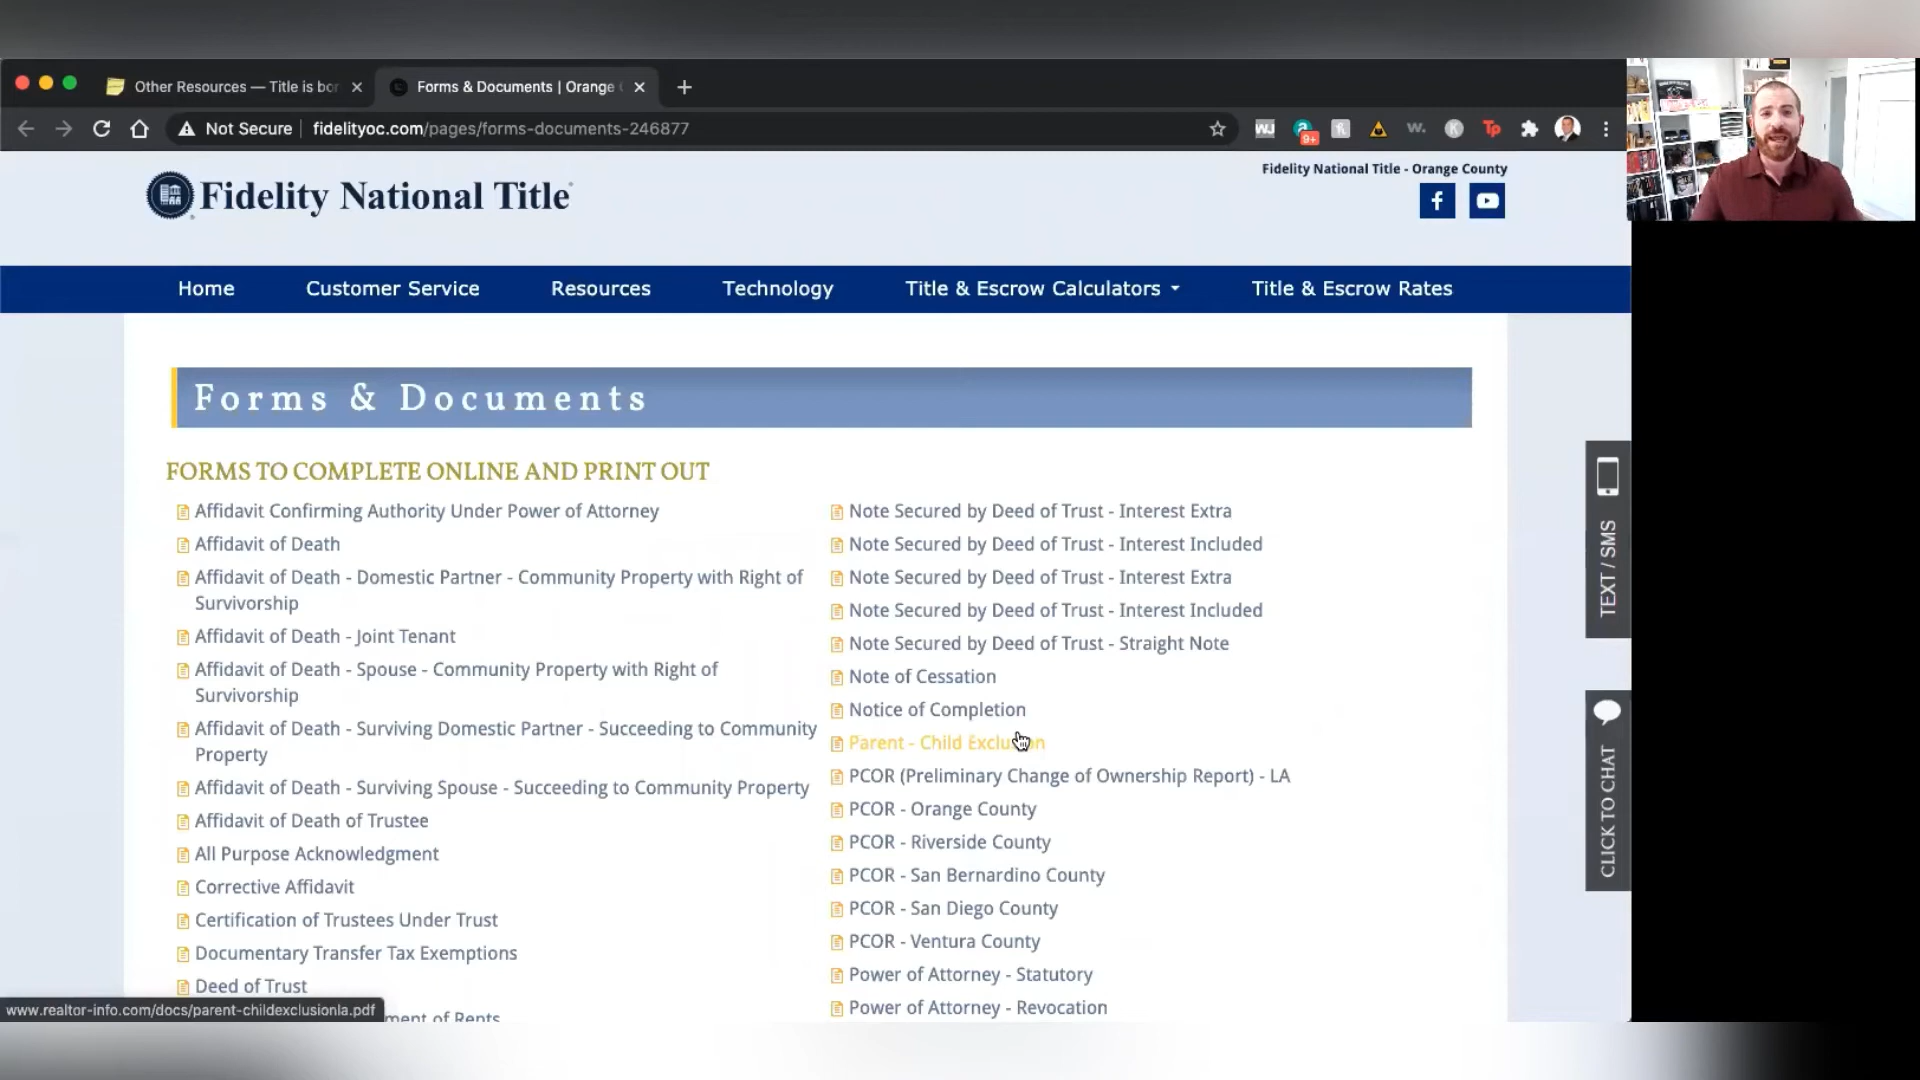 Other Resources — Title is bor
Forms & Documents | Orange
Not Secure
fidelityoc.com/pages/forms-documents-246877
WJ
9+
w.
K
Tp
Fidelity National Title
Fidelity National Title - Orange County
Home
Customer Service
Resources
Technology
Title & Escrow Calculators
Title & Escrow Rates
Forms & Documents
FORMS TO COMPLETE ONLINE AND PRINT OUT
Affidavit Confirming Authority Under Power of Attorney
Affidavit of Death
Affidavit of Death - Domestic Partner - Community Property with Right of
Survivorship
Affidavit of Death - Joint Tenant
Affidavit of Death - Spouse - Community Property with Right of
Survivorship
Affidavit of Death - Surviving Domestic Partner - Succeeding to Community
Property
Affidavit of Death - Surviving Spouse - Succeeding to Community Property
Affidavit of Death of Trustee
All Purpose Acknowledgment
Corrective Affidavit
Certification of Trustees Under Trust
Documentary Transfer Tax Exemptions
Deed of Trust
ment of Rents
Note Secured by Deed of Trust - Interest Extra
Note Secured by Deed of Trust - Interest Included
Note Secured by Deed of Trust - Interest Extra
Note Secured by Deed of Trust - Interest Included
Note Secured by Deed of Trust - Straight Note
Note of Cessation
Notice of Completion
Parent - Child Exclusion
PCOR (Preliminary Change of Ownership Report) - LA
PCOR - Orange County
PCOR - Riverside County
PCOR - San Bernardino County
PCOR - San Diego County
PCOR - Ventura County
Power of Attorney - Statutory
Power of Attorney - Revocation
TEXT / SMS
CLICK TO CHAT
www.realtor-info.com/docs/parent-childexclusionla.pdf